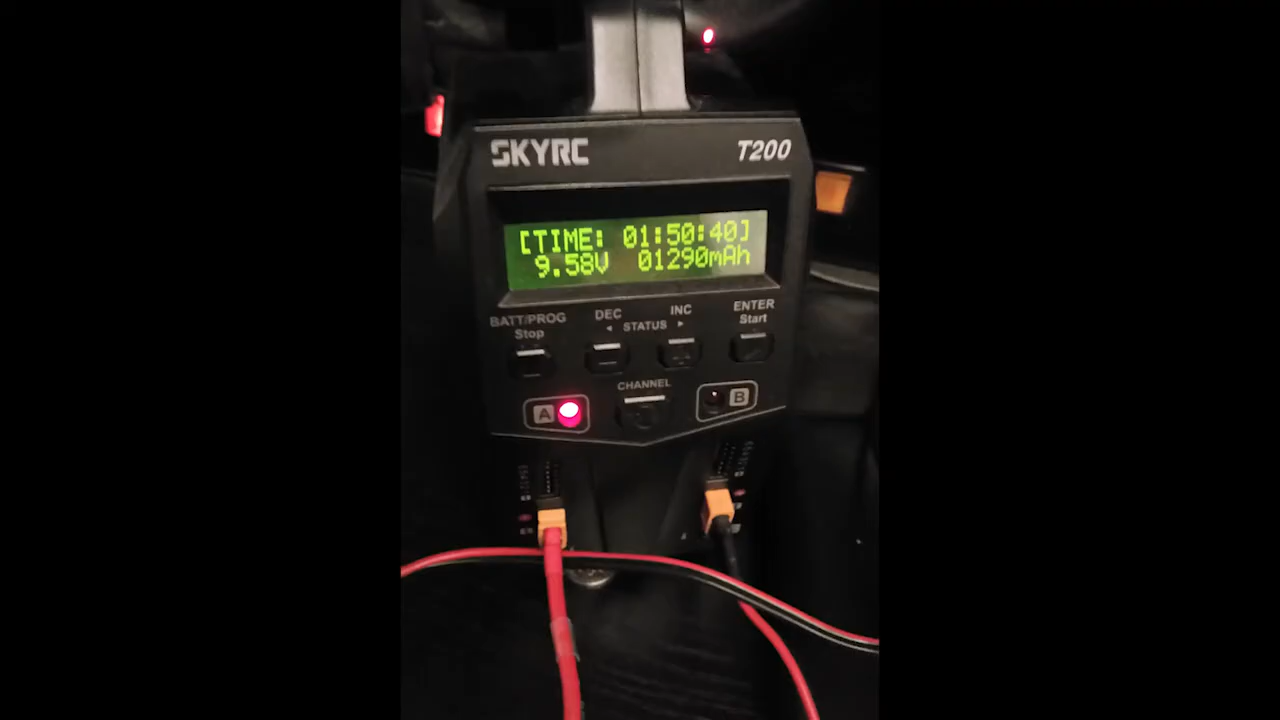 SKYRC
T200
[TIME: 01:50:40]
9.58V 01290mAh
BATT/PROG
Stop
DEC
INC
◄ STATUS ►
ENTER
Start
CHANNEL
A
B